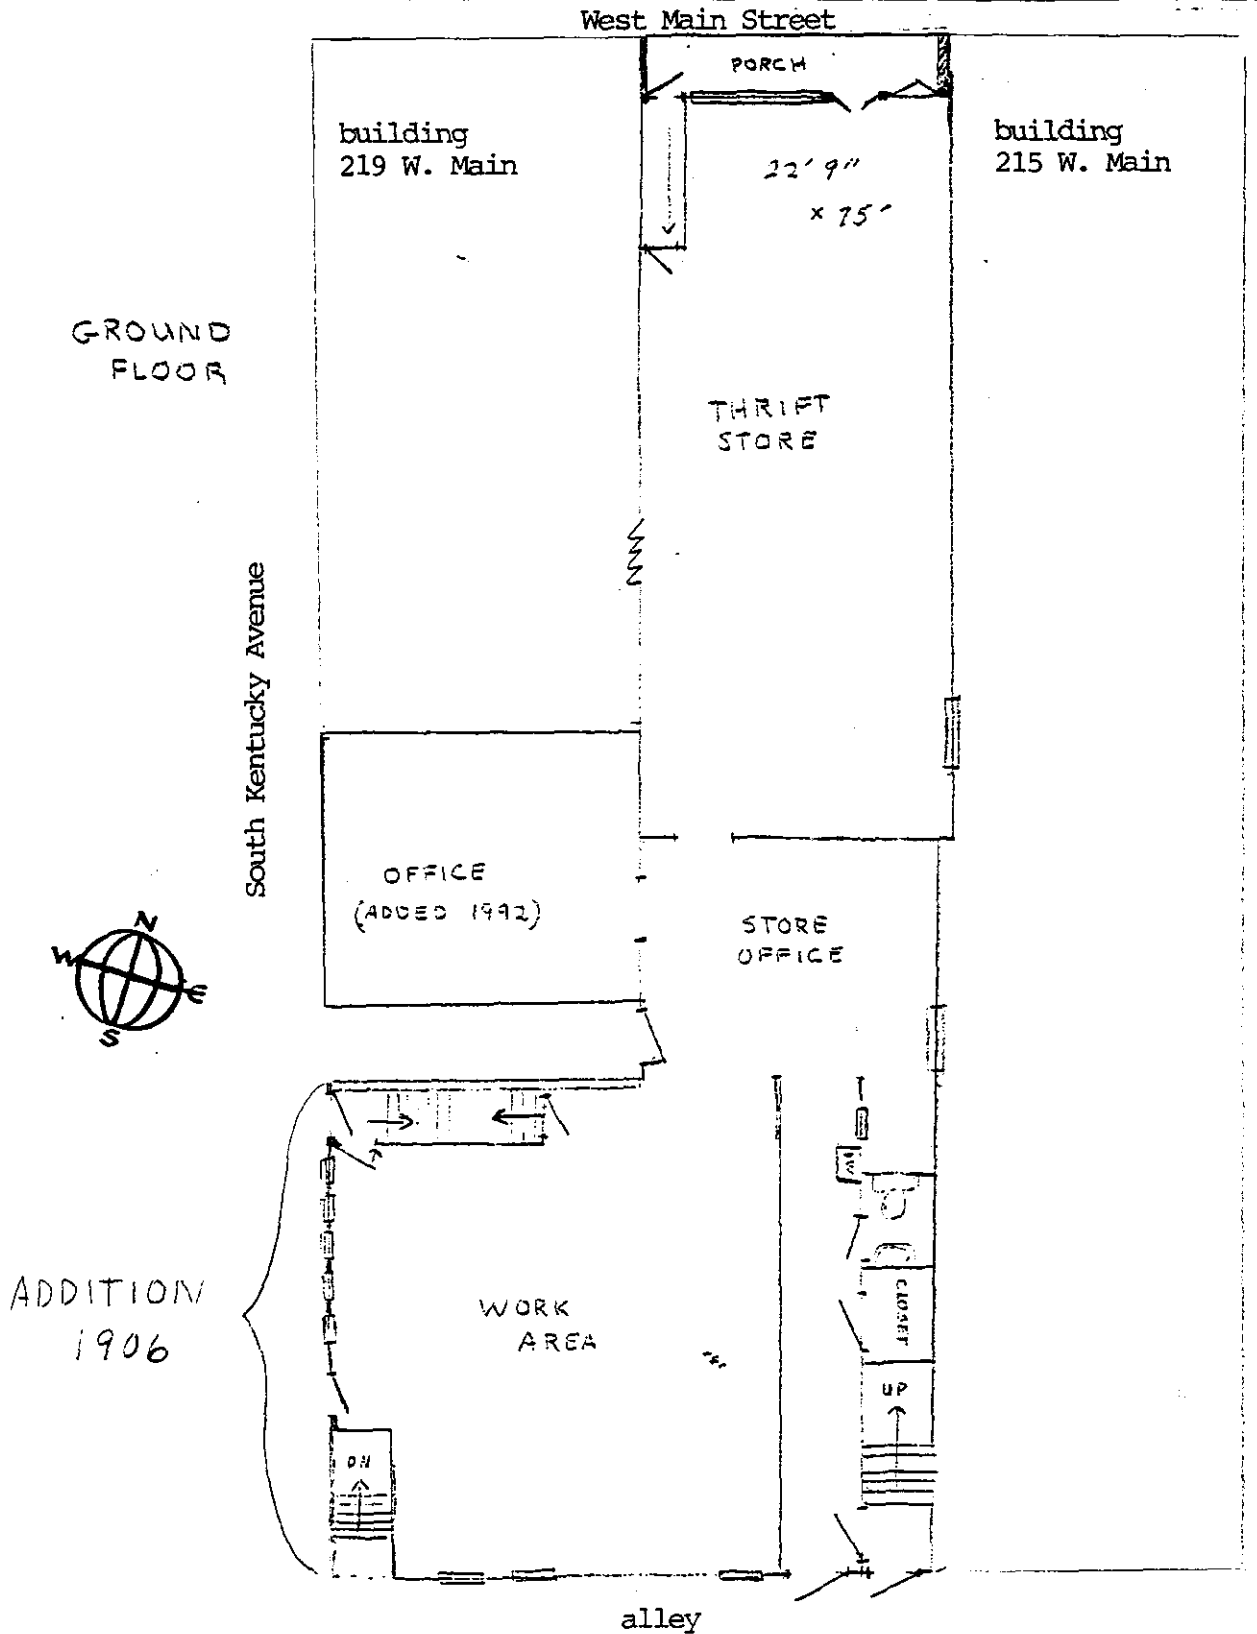 West Main Street
PORCH
building
219 W. Main
building
215 W. Main
22' 9"
x 75'
GROUND
FLOOR
THRIFT
STORE
South Kentucky Avenue
OFFICE
(ADDED 1992)
STORE
OFFICE
N
W
E
S
W
ADDITION
1906
WORK
AREA
CLOSET
UP
DN
alley